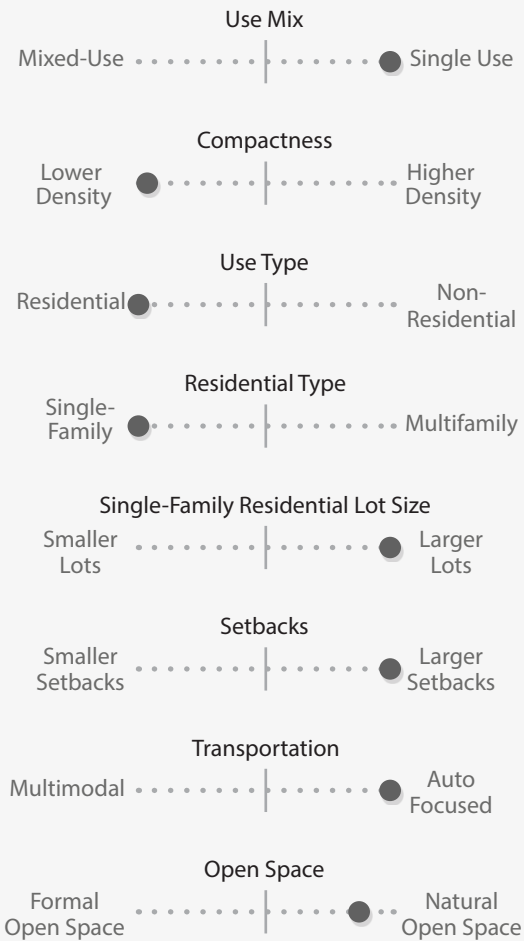 Use Mix
Mixed-Use
Single Use
Compactness
Lower
Density
Higher
Density
Use Type
Residential
Non-
Residential
Residential Type
Single-
Family
Multifamily
Single-Family Residential Lot Size
Smaller
Lots
Larger
Lots
Setbacks
Smaller
Setbacks
Larger
Setbacks
Transportation
Multimodal
Auto
Focused
Open Space
Formal
Open Space
Natural
Open Space